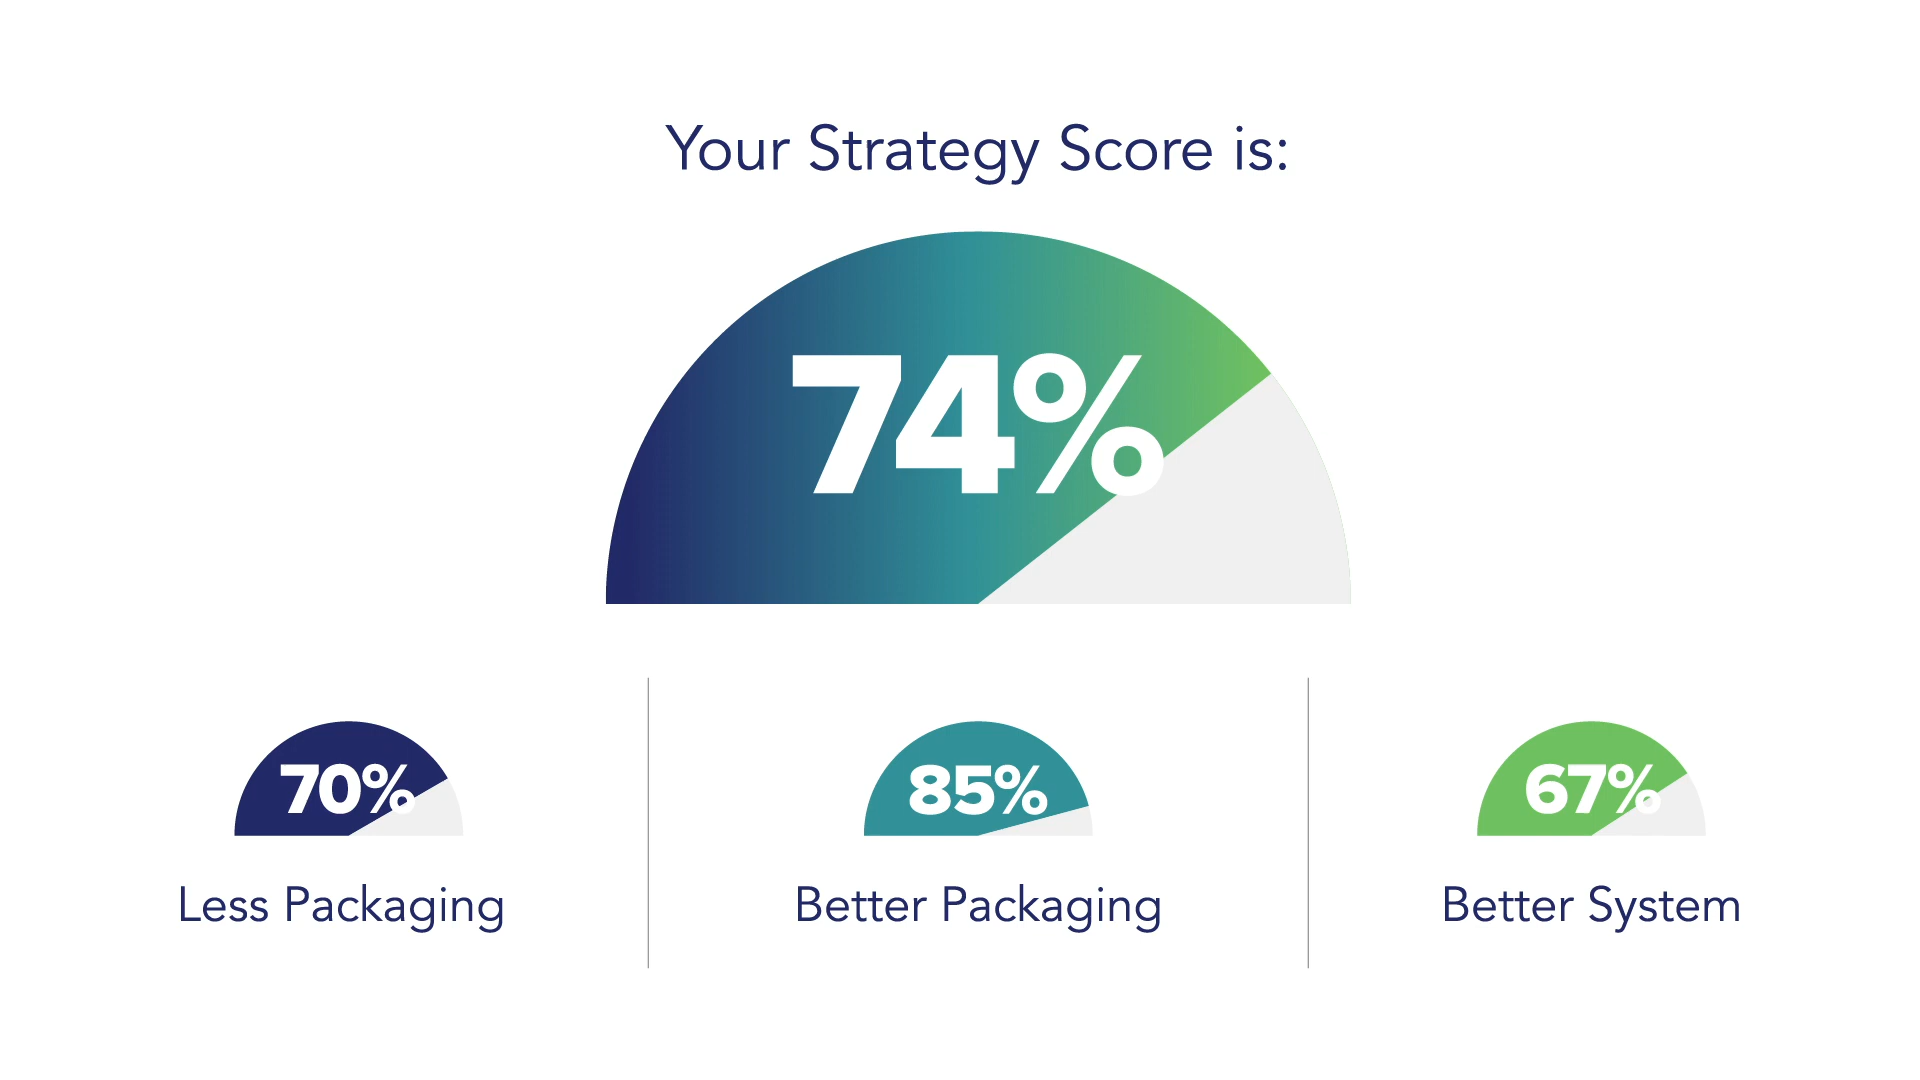 Your Strategy Score is:
74%
70%
85%
67%
Less Packaging
Better Packaging
Better System